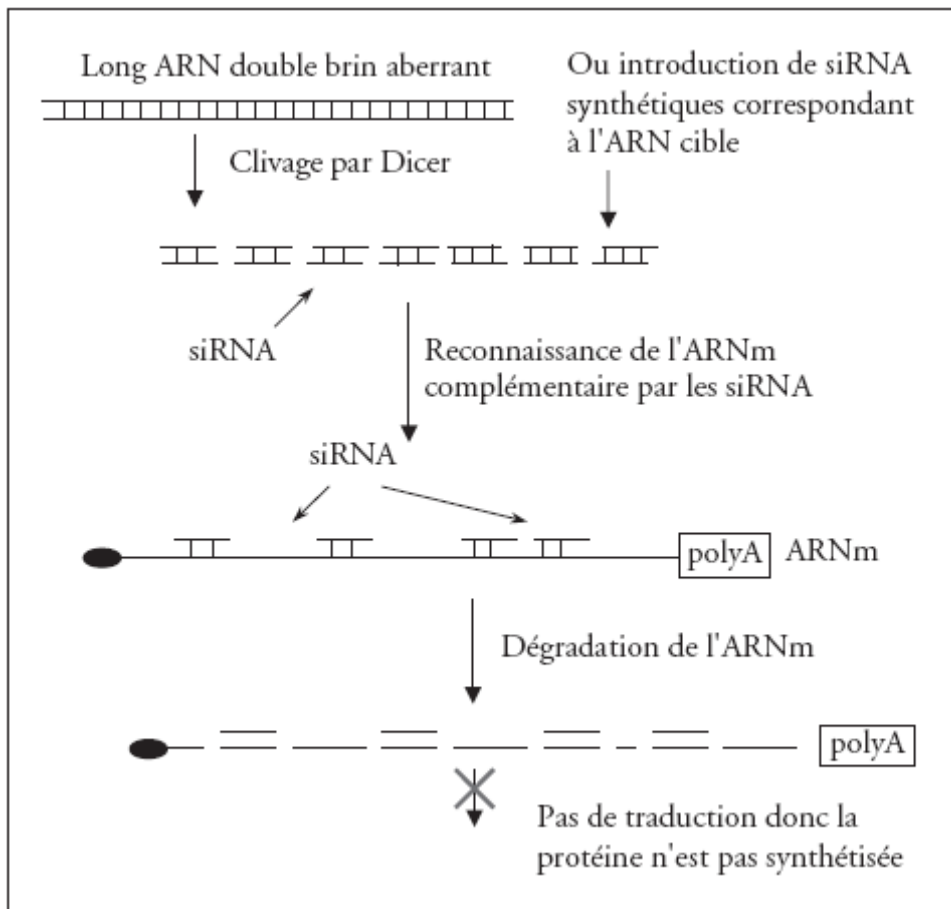 Long ARN double brin aberrant
Ou introduction de siRNA
synthétiques correspondant
à l'ARN cible
Clivage par Dicer
siRNA
Reconnaissance de l'ARNm
complémentaire par les siRNA
siRNA
polyA ARNm
Dégradation de l'ARNm
polyA
Pas de traduction donc la
protéine n'est pas synthétisée